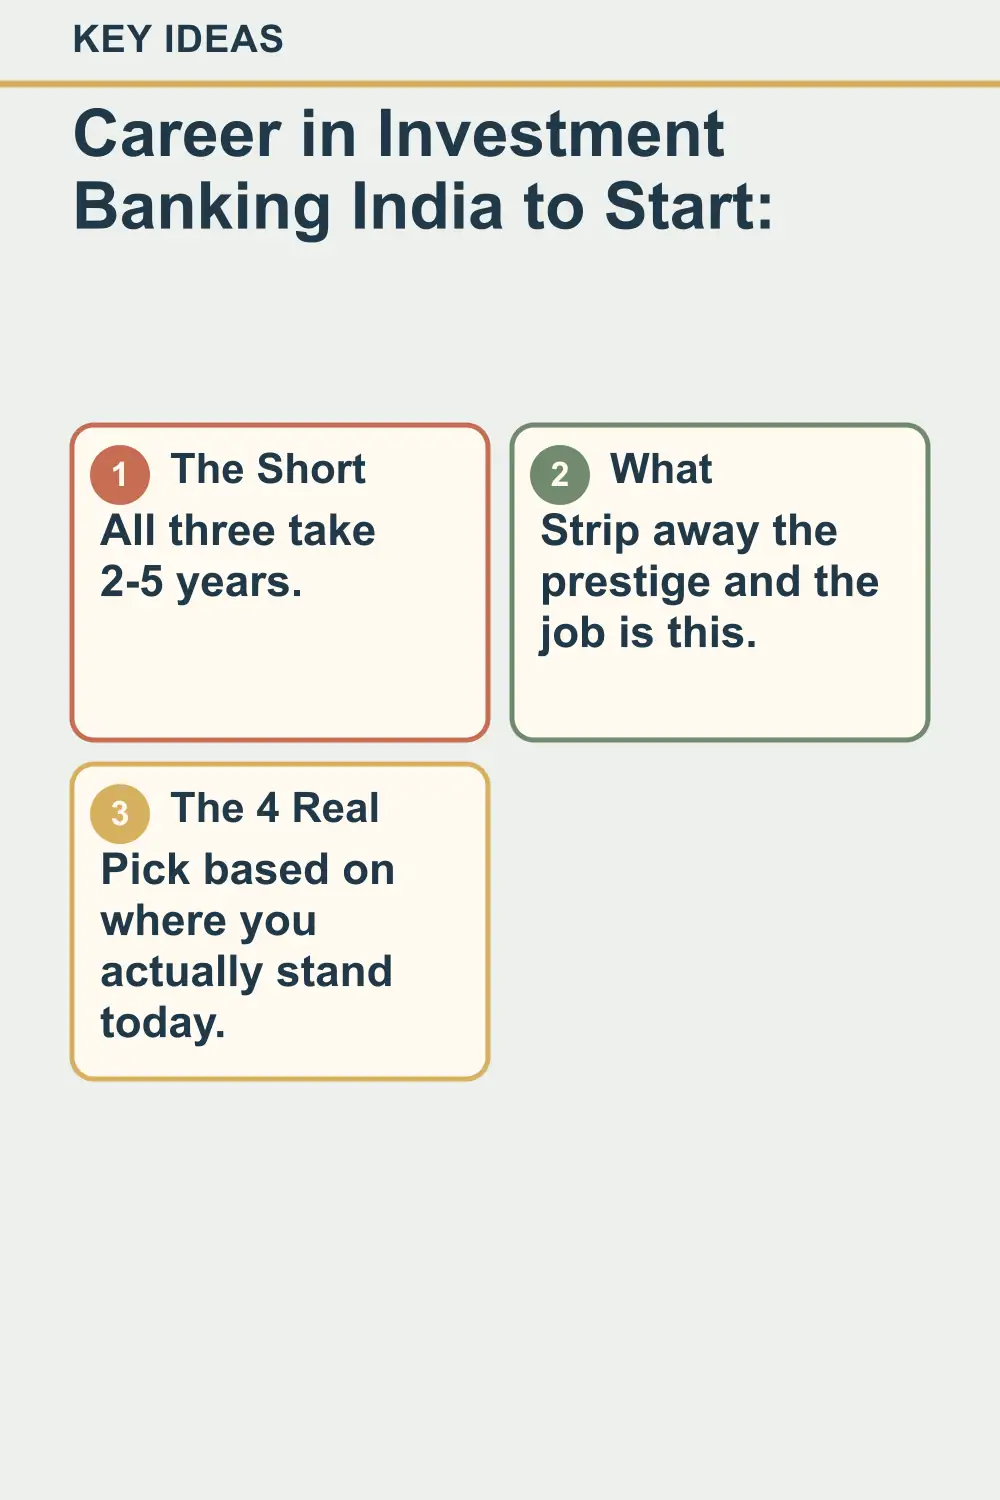 KEY IDEAS
Career in Investment
Banking India to Start:
1 The Short
All three take
2-5 years.
2 What
Strip away the
prestige and the
job is this.
3 The 4 Real
Pick based on
where you
actually stand
today.